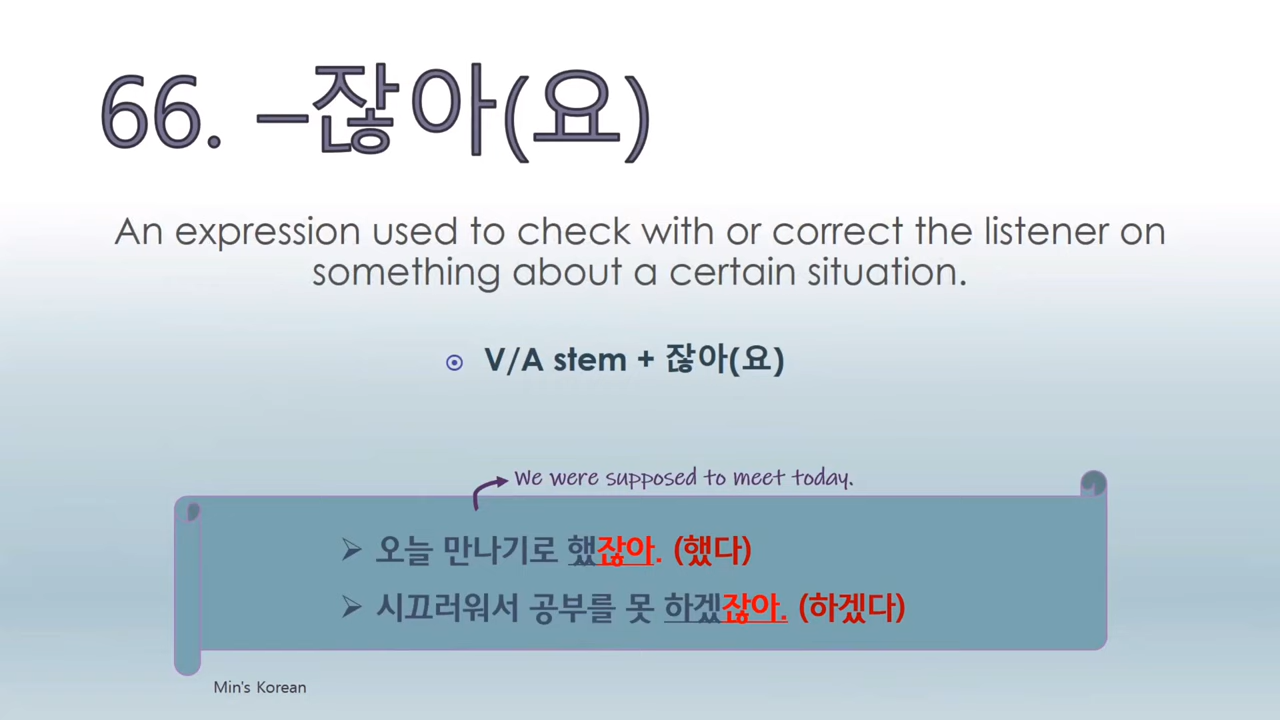 66. –잖아(요)
An expression used to check with or correct the listener on
something about a certain situation.
V/A stem + 잖아(요)
We were supposed to meet today.
오늘 만나기로 했잖아. (했다)
시끄러워서 공부를 못 하겠잖아. (하겠다)
Min's Korean